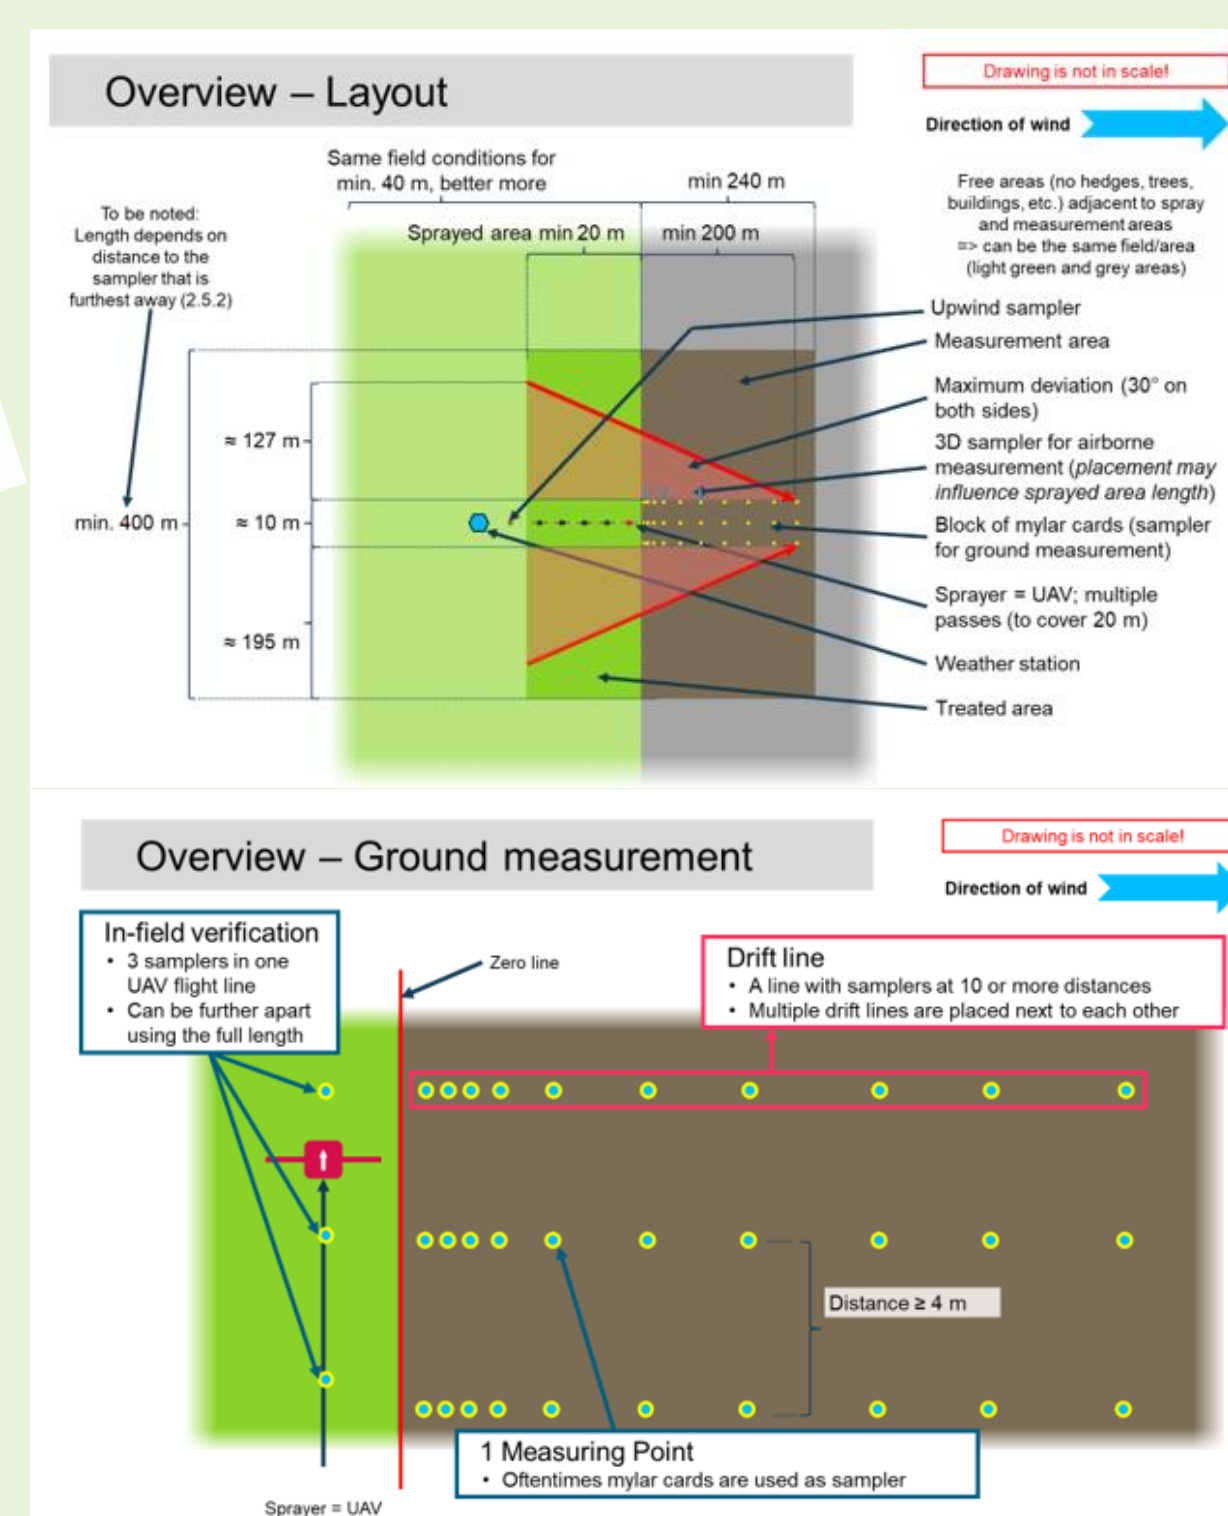 Overview – Layout
Drawing is not in scale!
Direction of wind
Same field conditions for
min. 40 m, better more
min 240 m
Free areas (no hedges, trees,
buildings, etc.) adjacent to spray
and measurement areas
=> can be the same field/area
(light green and grey areas)
To be noted:
Length depends on
distance to the
sampler that is
furthest away (2.5.2)
Sprayed area min 20 m
min 200 m
Upwind sampler
Measurement area
Maximum deviation (30° on
both sides)
3D sampler for airborne
measurement (placement may
influence sprayed area length)
Block of mylar cards (sampler
for ground measurement)
Sprayer = UAV; multiple
passes (to cover 20 m)
Weather station
Treated area
≈ 127 m
min. 400 m
≈ 10 m
≈ 195 m
Overview – Ground measurement
Drawing is not in scale!
Direction of wind
In-field verification
• 3 samplers in one
UAV flight line
• Can be further apart
using the full length
Zero line
Drift line
• A line with samplers at 10 or more distances
• Multiple drift lines are placed next to each other
Distance ≥ 4 m
1 Measuring Point
• Oftentimes mylar cards are used as sampler
Sprayer = UAV